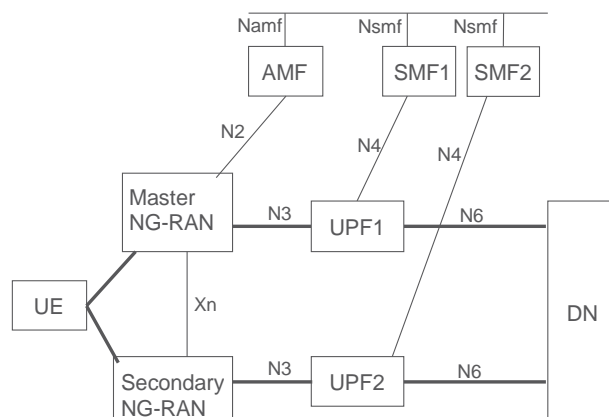 Namf
Nsmf
Nsmf
AMF
SMF1
SMF2
N2
N4
N4
Master
NG-RAN
N3
UPF1
N6
UE
Xn
DN
Secondary
NG-RAN
N3
UPF2
N6